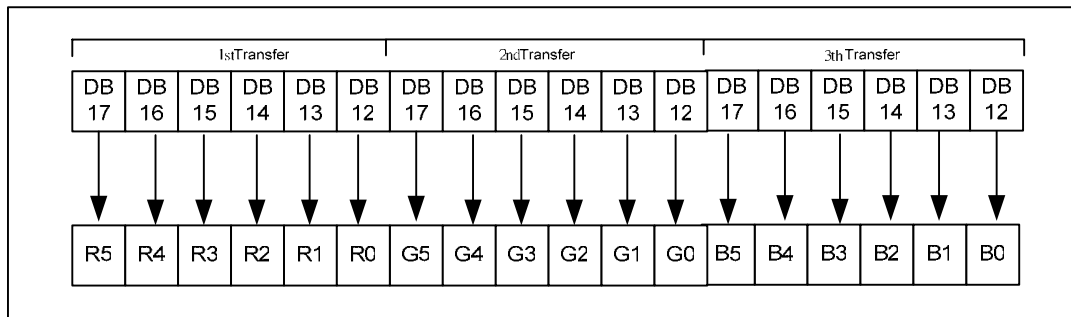 1stTransfer 2ndTransfer 3thTransfer
DB DB DB DB DB DB DB DB DB DB DB DB DB DB DB DB DB DB
17 16 15 14 13 12 17 16 15 14 13 12 17 16 15 14 13 12
R5 R4 R3 R2 R1 R0 G5 G4 G3 G2 G1 G0 B5 B4 B3 B2 B1 B0